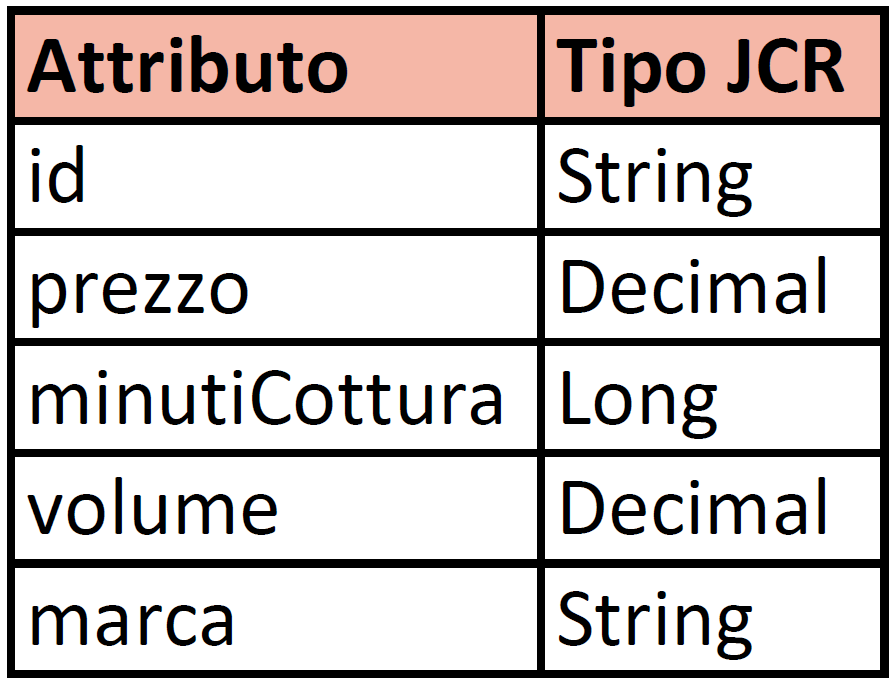 Attributo Tipo JCR
id String
prezzo Decimal
minutiCottura Long
volume Decimal
marca String